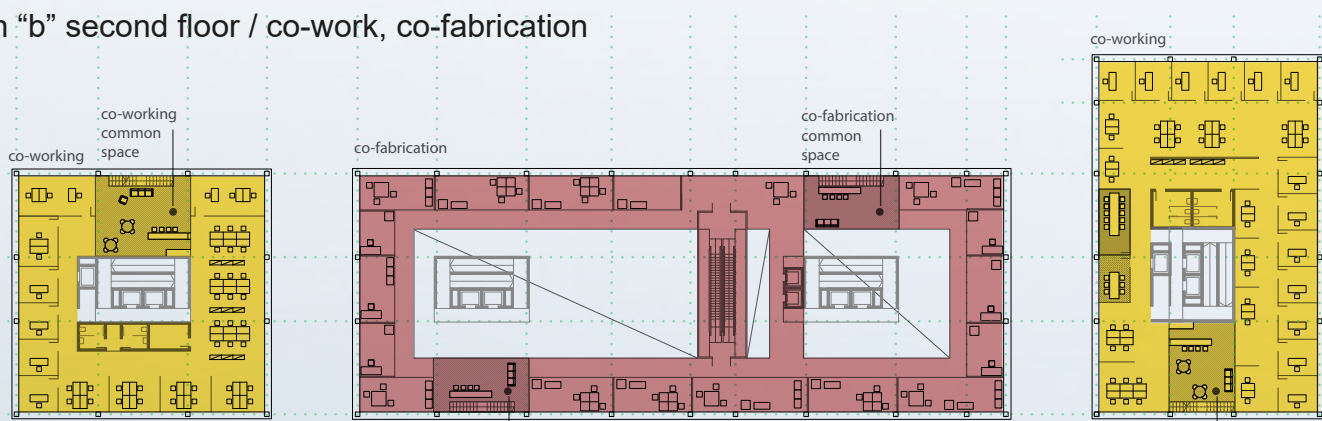 “b” second floor / co-work, co-fabrication
co-working
co-working
common
space
co-working
co-fabrication
co-fabrication
common
space